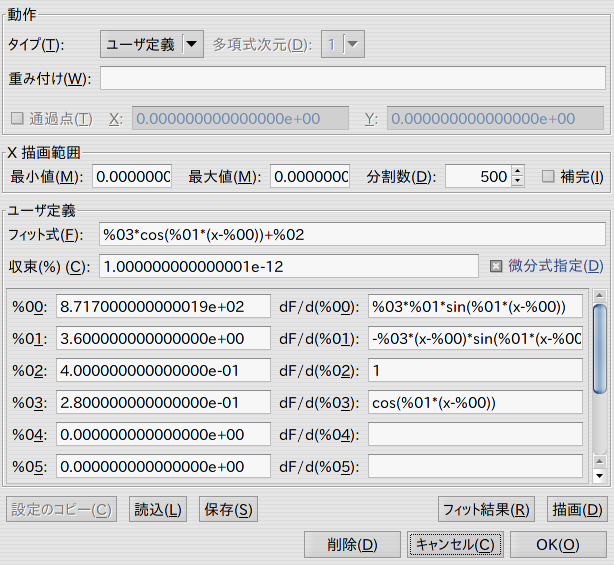 動作
タイプ(T): ユーザ定義 多項式次元(D): 1
重み付け(W):
通過点(T) X: 0.000000000000000e+00 Y: 0.000000000000000e+00
X 描画範囲
最小値(M): 0.0000000 最大値(M): 0.0000000 分割数(D): 500 補完(I)
ユーザ定義
フィット式(F): %03*cos(%01*(x-%00))+%02
収束(%) (C): 1.000000000000001e-12 微分式指定(D)
%00: 8.717000000000019e+02 dF/d(%00): %03*%01*sin(%01*(x-%00))
%01: 3.600000000000000e+00 dF/d(%01): -%03*(x-%00)*sin(%01*(x-%00
%02: 4.000000000000000e-01 dF/d(%02): 1
%03: 2.800000000000000e-01 dF/d(%03): cos(%01*(x-%00))
%04: 0.000000000000000e+00 dF/d(%04):
%05: 0.000000000000000e+00 dF/d(%05):
設定のコピー(C) 読込(L) 保存(S) フィット結果(R) 描画(D)
削除(D) キャンセル(C) OK(O)